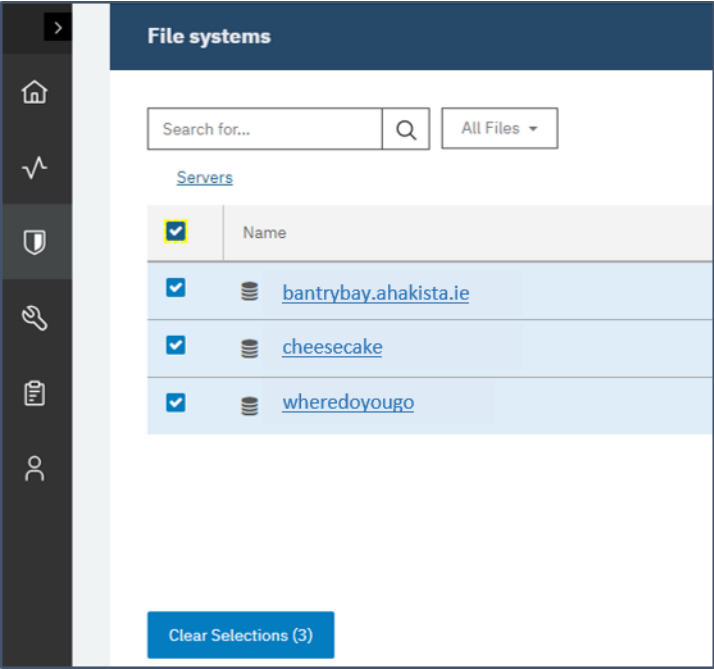 File systems
Search for...
All Files
Servers
Name
bantrybay.ahakista.ie
cheesecake
wheredoyougo
Clear Selections (3)